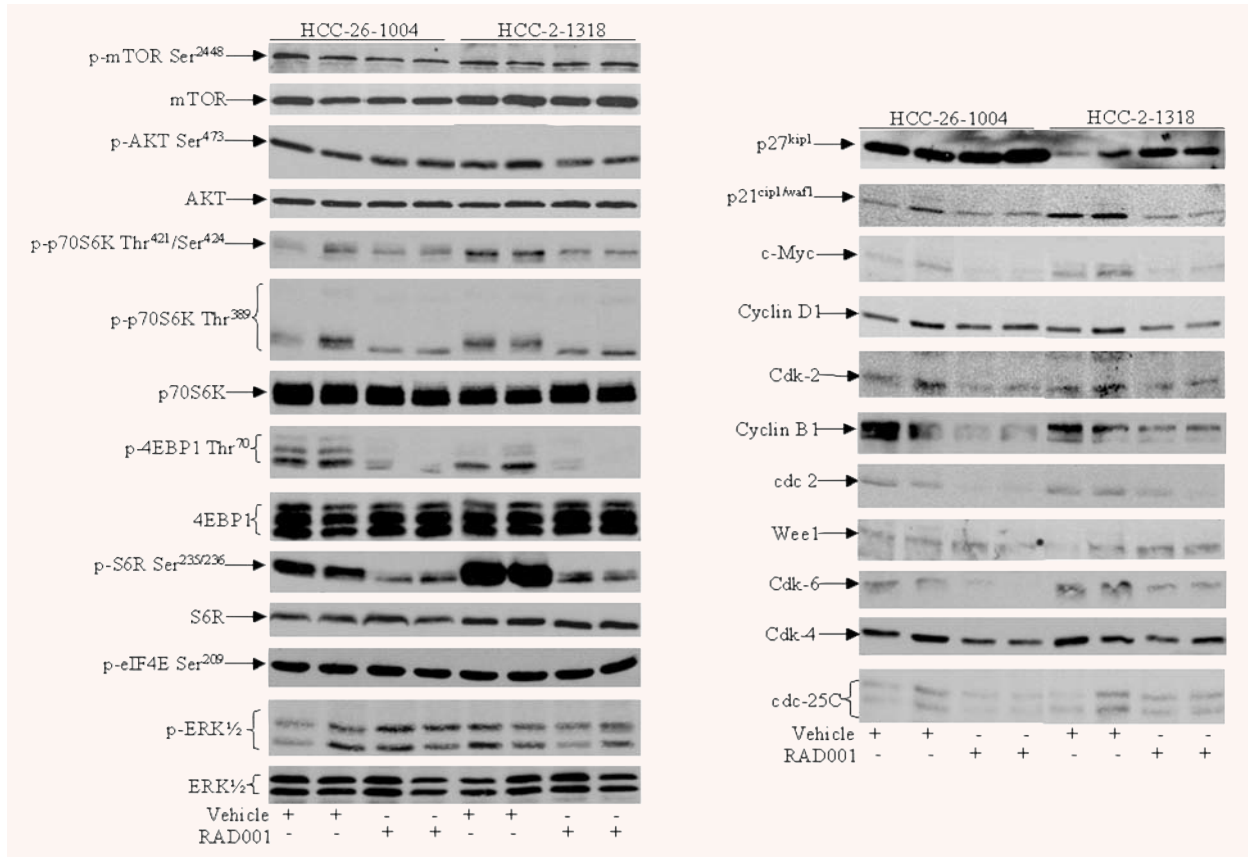 HCC-26-1004 HCC-2-1318
p-mTOR Ser2448
mTOR
p-AKT Ser473
AKT
p-p70S6K Thr421/Ser424
p-p70S6K Thr389
p70S6K
p-4EBP1 Thr70
4EBP1
p-S6R Ser235/236
S6R
p-eIF4E Ser209
p-ERK½
ERK½
Vehicle + + - - + + - -
RAD001 - - + + - - + +
HCC-26-1004 HCC-2-1318
p27kip1
p21cip1/waf1
c-Myc
Cyclin D1
Cdk-2
Cyclin B1
cdc 2
Wee1
Cdk-6
Cdk-4
cdc-25C
Vehicle + + - - + + - -
RAD001 - - + + - - + +